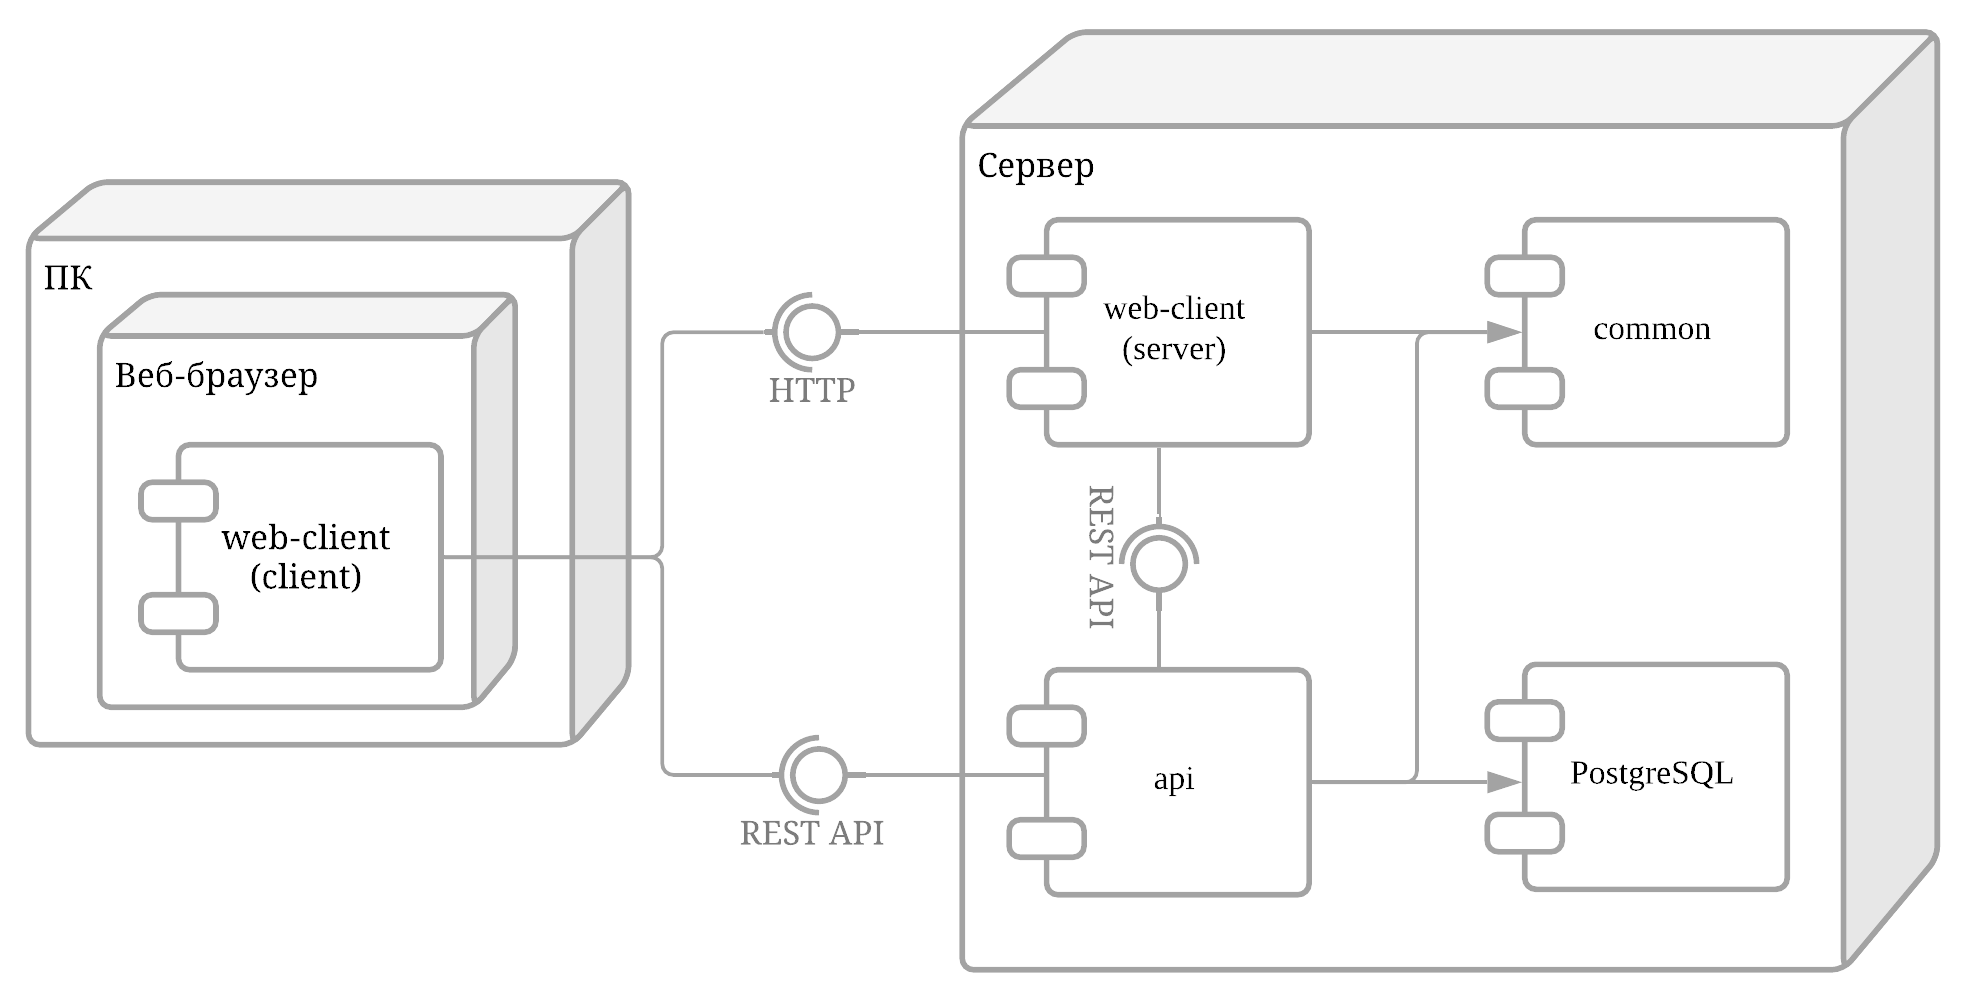 ПК
Веб-браузер
web-client
(client)
HTTP
REST API
Сервер
web-client
(server)
common
REST API
api
PostgreSQL